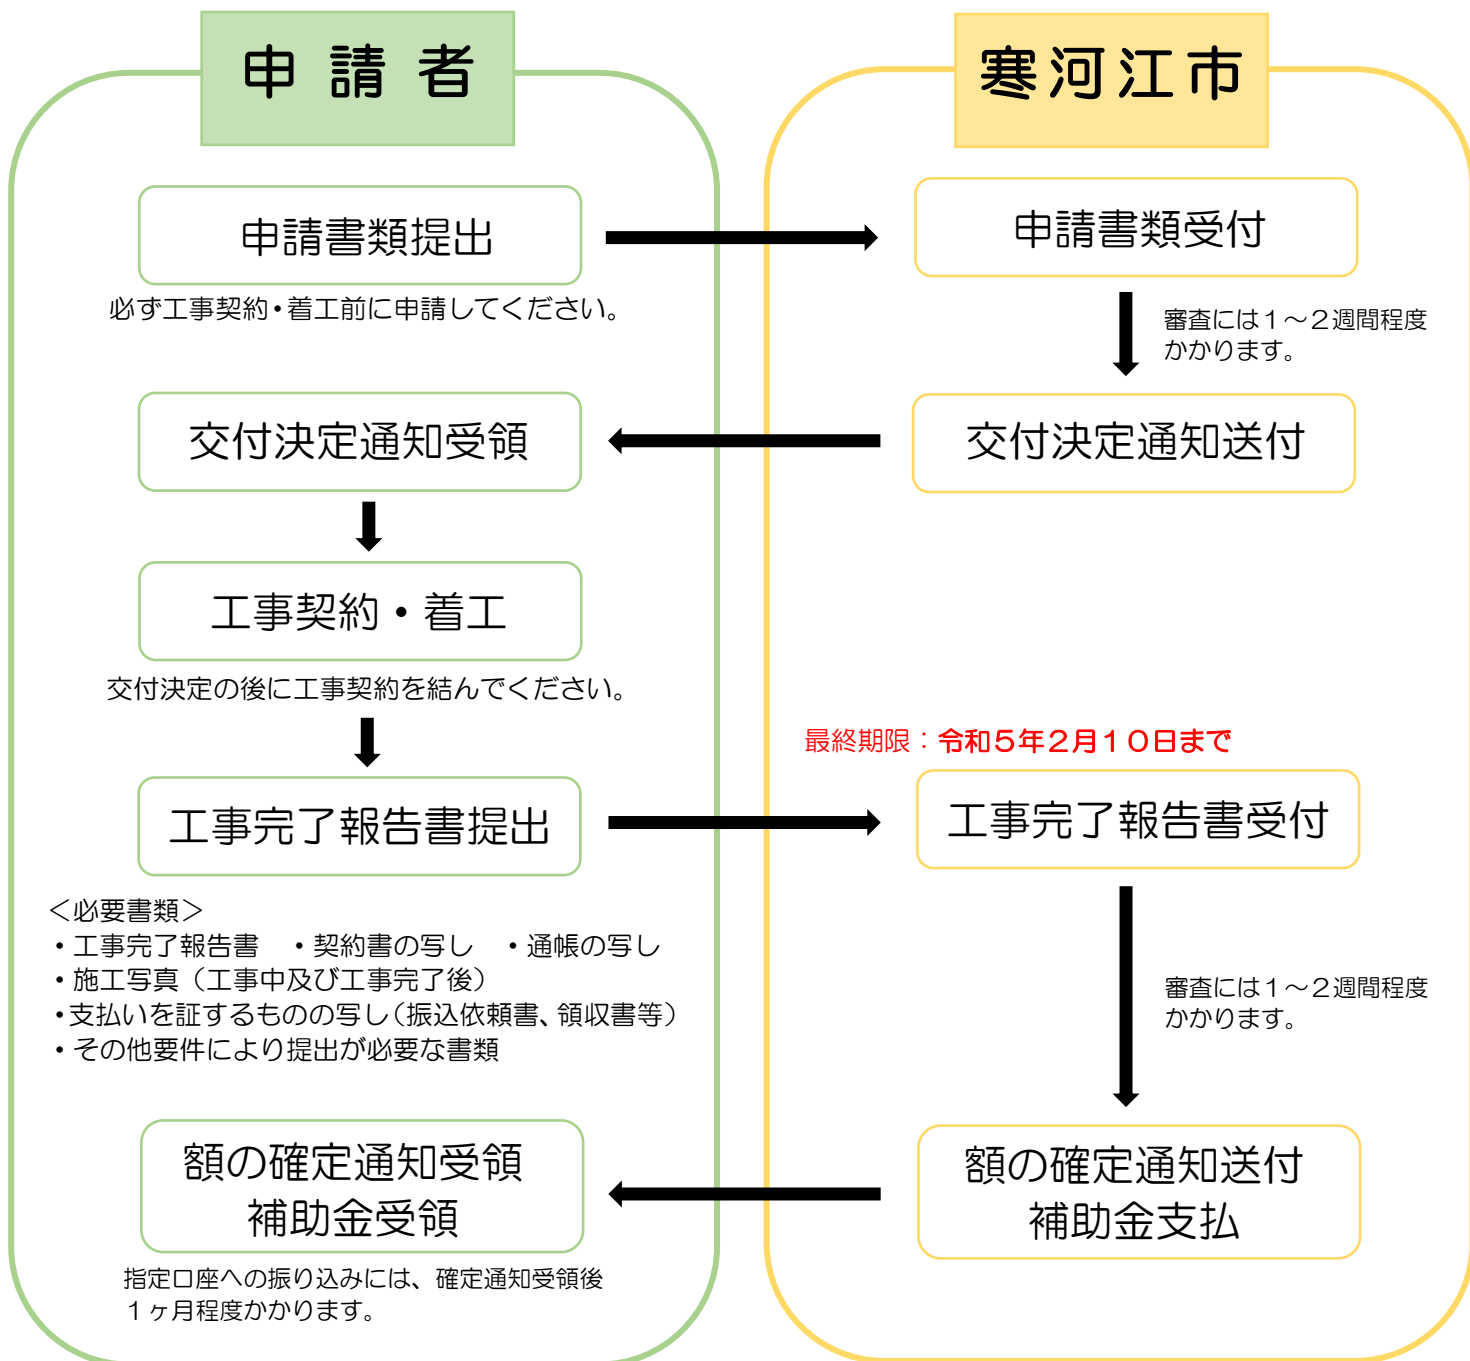 申請者
寒河江市
申請書類提出
申請書類受付
必ず工事契約・着工前に申請してください。
審査には１～２週間程度
かかります。
交付決定通知受領
交付決定通知送付
工事契約・着工
交付決定の後に工事契約を結んでください。
最終期限：令和５年２月１０日まで
工事完了報告書提出
工事完了報告書受付
＜必要書類＞
・工事完了報告書　・契約書の写し　・通帳の写し
・施工写真（工事中及び工事完了後）
・支払いを証するものの写し（振込依頼書、領収書等）
・その他要件により提出が必要な書類
審査には１～２週間程度
かかります。
額の確定通知受領
補助金受領
額の確定通知送付
補助金支払
指定口座への振り込みには、確定通知受領後
１ヶ月程度かかります。